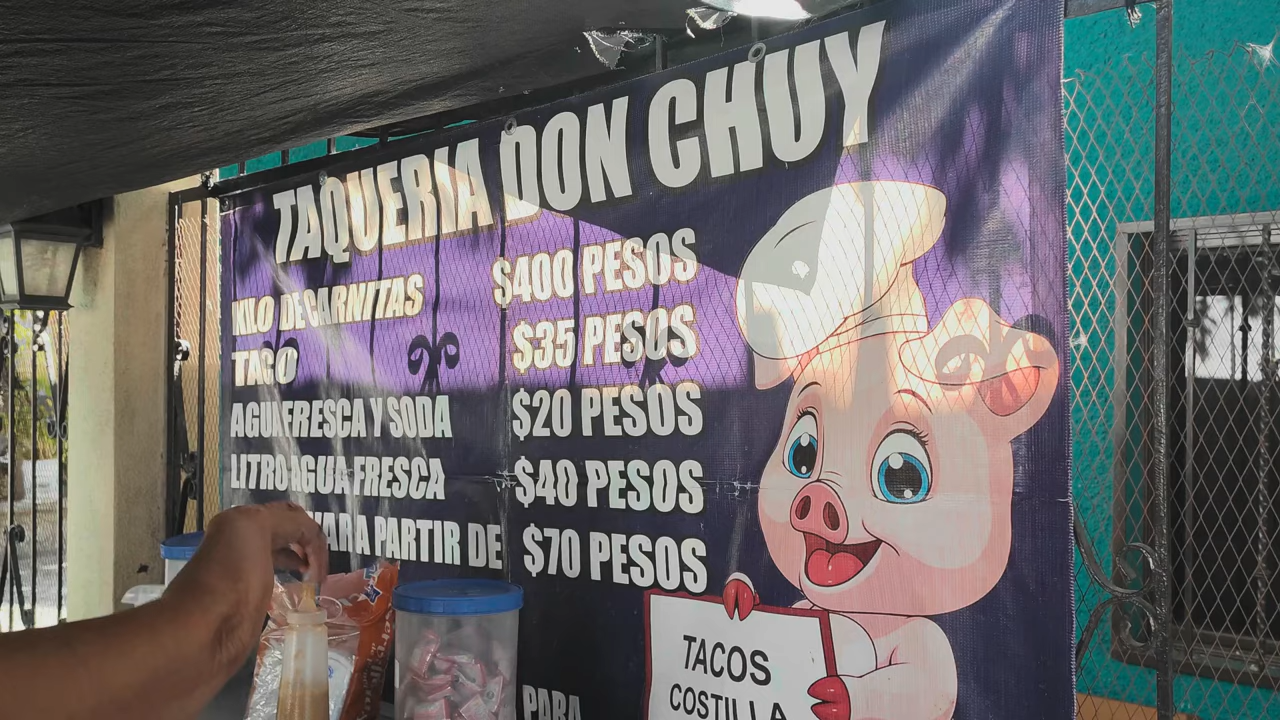 TAQUERIA DON CHUY
KILO DE CARNITAS $400 PESOS
TACO $35 PESOS
AGUA FRESCA Y SODA $20 PESOS
LITRO AGUA FRESCA $40 PESOS
A PARTIR DE $70 PESOS
PARA
TACOS
COSTILLA